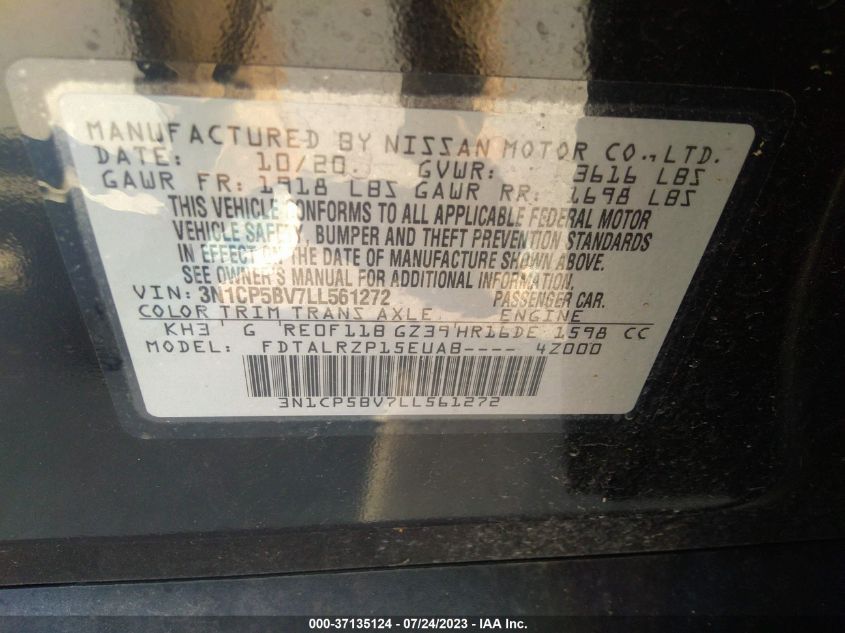 MANUFACTURED BY NISSAN MOTOR CO., LTD.
DATE: 10/20 GVWR: 3616 LBS
GAWR FR: 1918 LBS GAWR RR: 1698 LBS
THIS VEHICLE CONFORMS TO ALL APPLICABLE FEDERAL MOTOR
VEHICLE SAFETY, BUMPER AND THEFT PREVENTION STANDARDS
IN EFFECT ON THE DATE OF MANUFACTURE SHOWN ABOVE.
SEE OWNER'S MANUAL FOR ADDITIONAL INFORMATION.
VIN: 3N1CP5BV7LL561272 PASSENGER CAR.
COLOR TRIM TRANS AXLE. ENGINE
KH3 G RE0F11B GZ39 HR16DE 1598 CC
MODEL: FDTALRZP15EUAB---- 4Z000
3N1CP5BV7LL561272
000-37135124 / 07/24/2023 - IAA Inc.